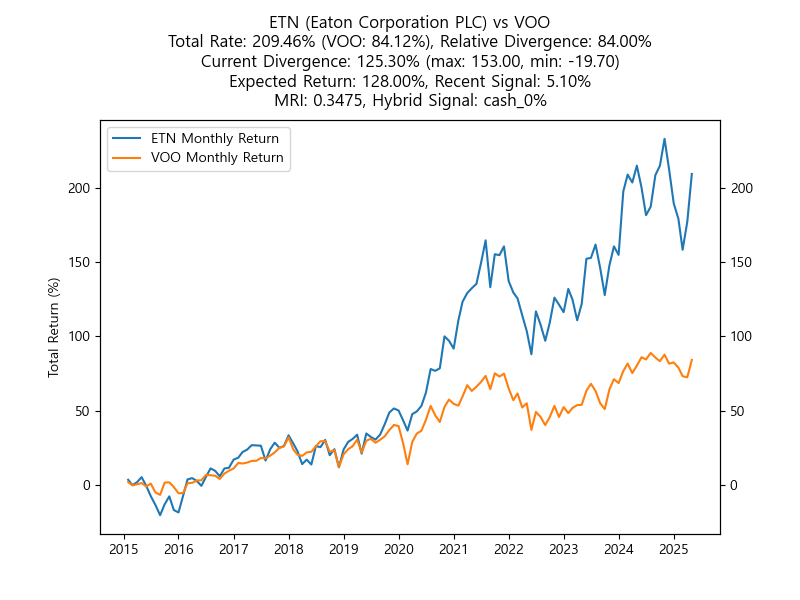 ETN (Eaton Corporation PLC) vs VOO
Total Rate: 209.46% (VOO: 84.12%), Relative Divergence: 84.00%
Current Divergence: 125.30% (max: 153.00, min: -19.70)
Expected Return: 128.00%, Recent Signal: 5.10%
MRI: 0.3475, Hybrid Signal: cash_0%
ETN Monthly Return
VOO Monthly Return
Total Return (%)
200
150
100
50
0
200
150
100
50
0
2015 2016 2017 2018 2019 2020 2021 2022 2023 2024 2025